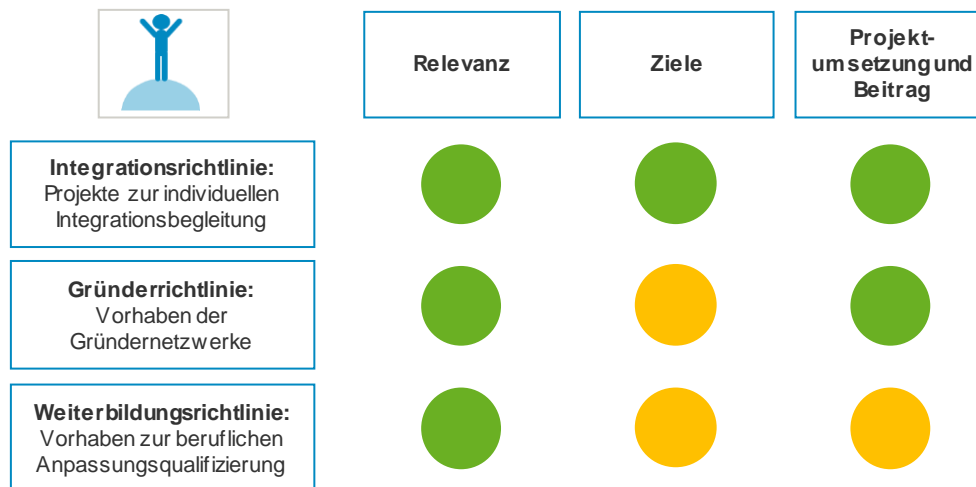 Relevanz
Ziele
Projekt-
umsetzung und
Beitrag
Integrationsrichtlinie:
Projekte zur individuellen
Integrationsbegleitung
Gründerrichtlinie:
Vorhaben der
Gründernetzwerke
Weiterbildungsrichtlinie:
Vorhaben zur beruflichen
Anpassungsqualifizierung